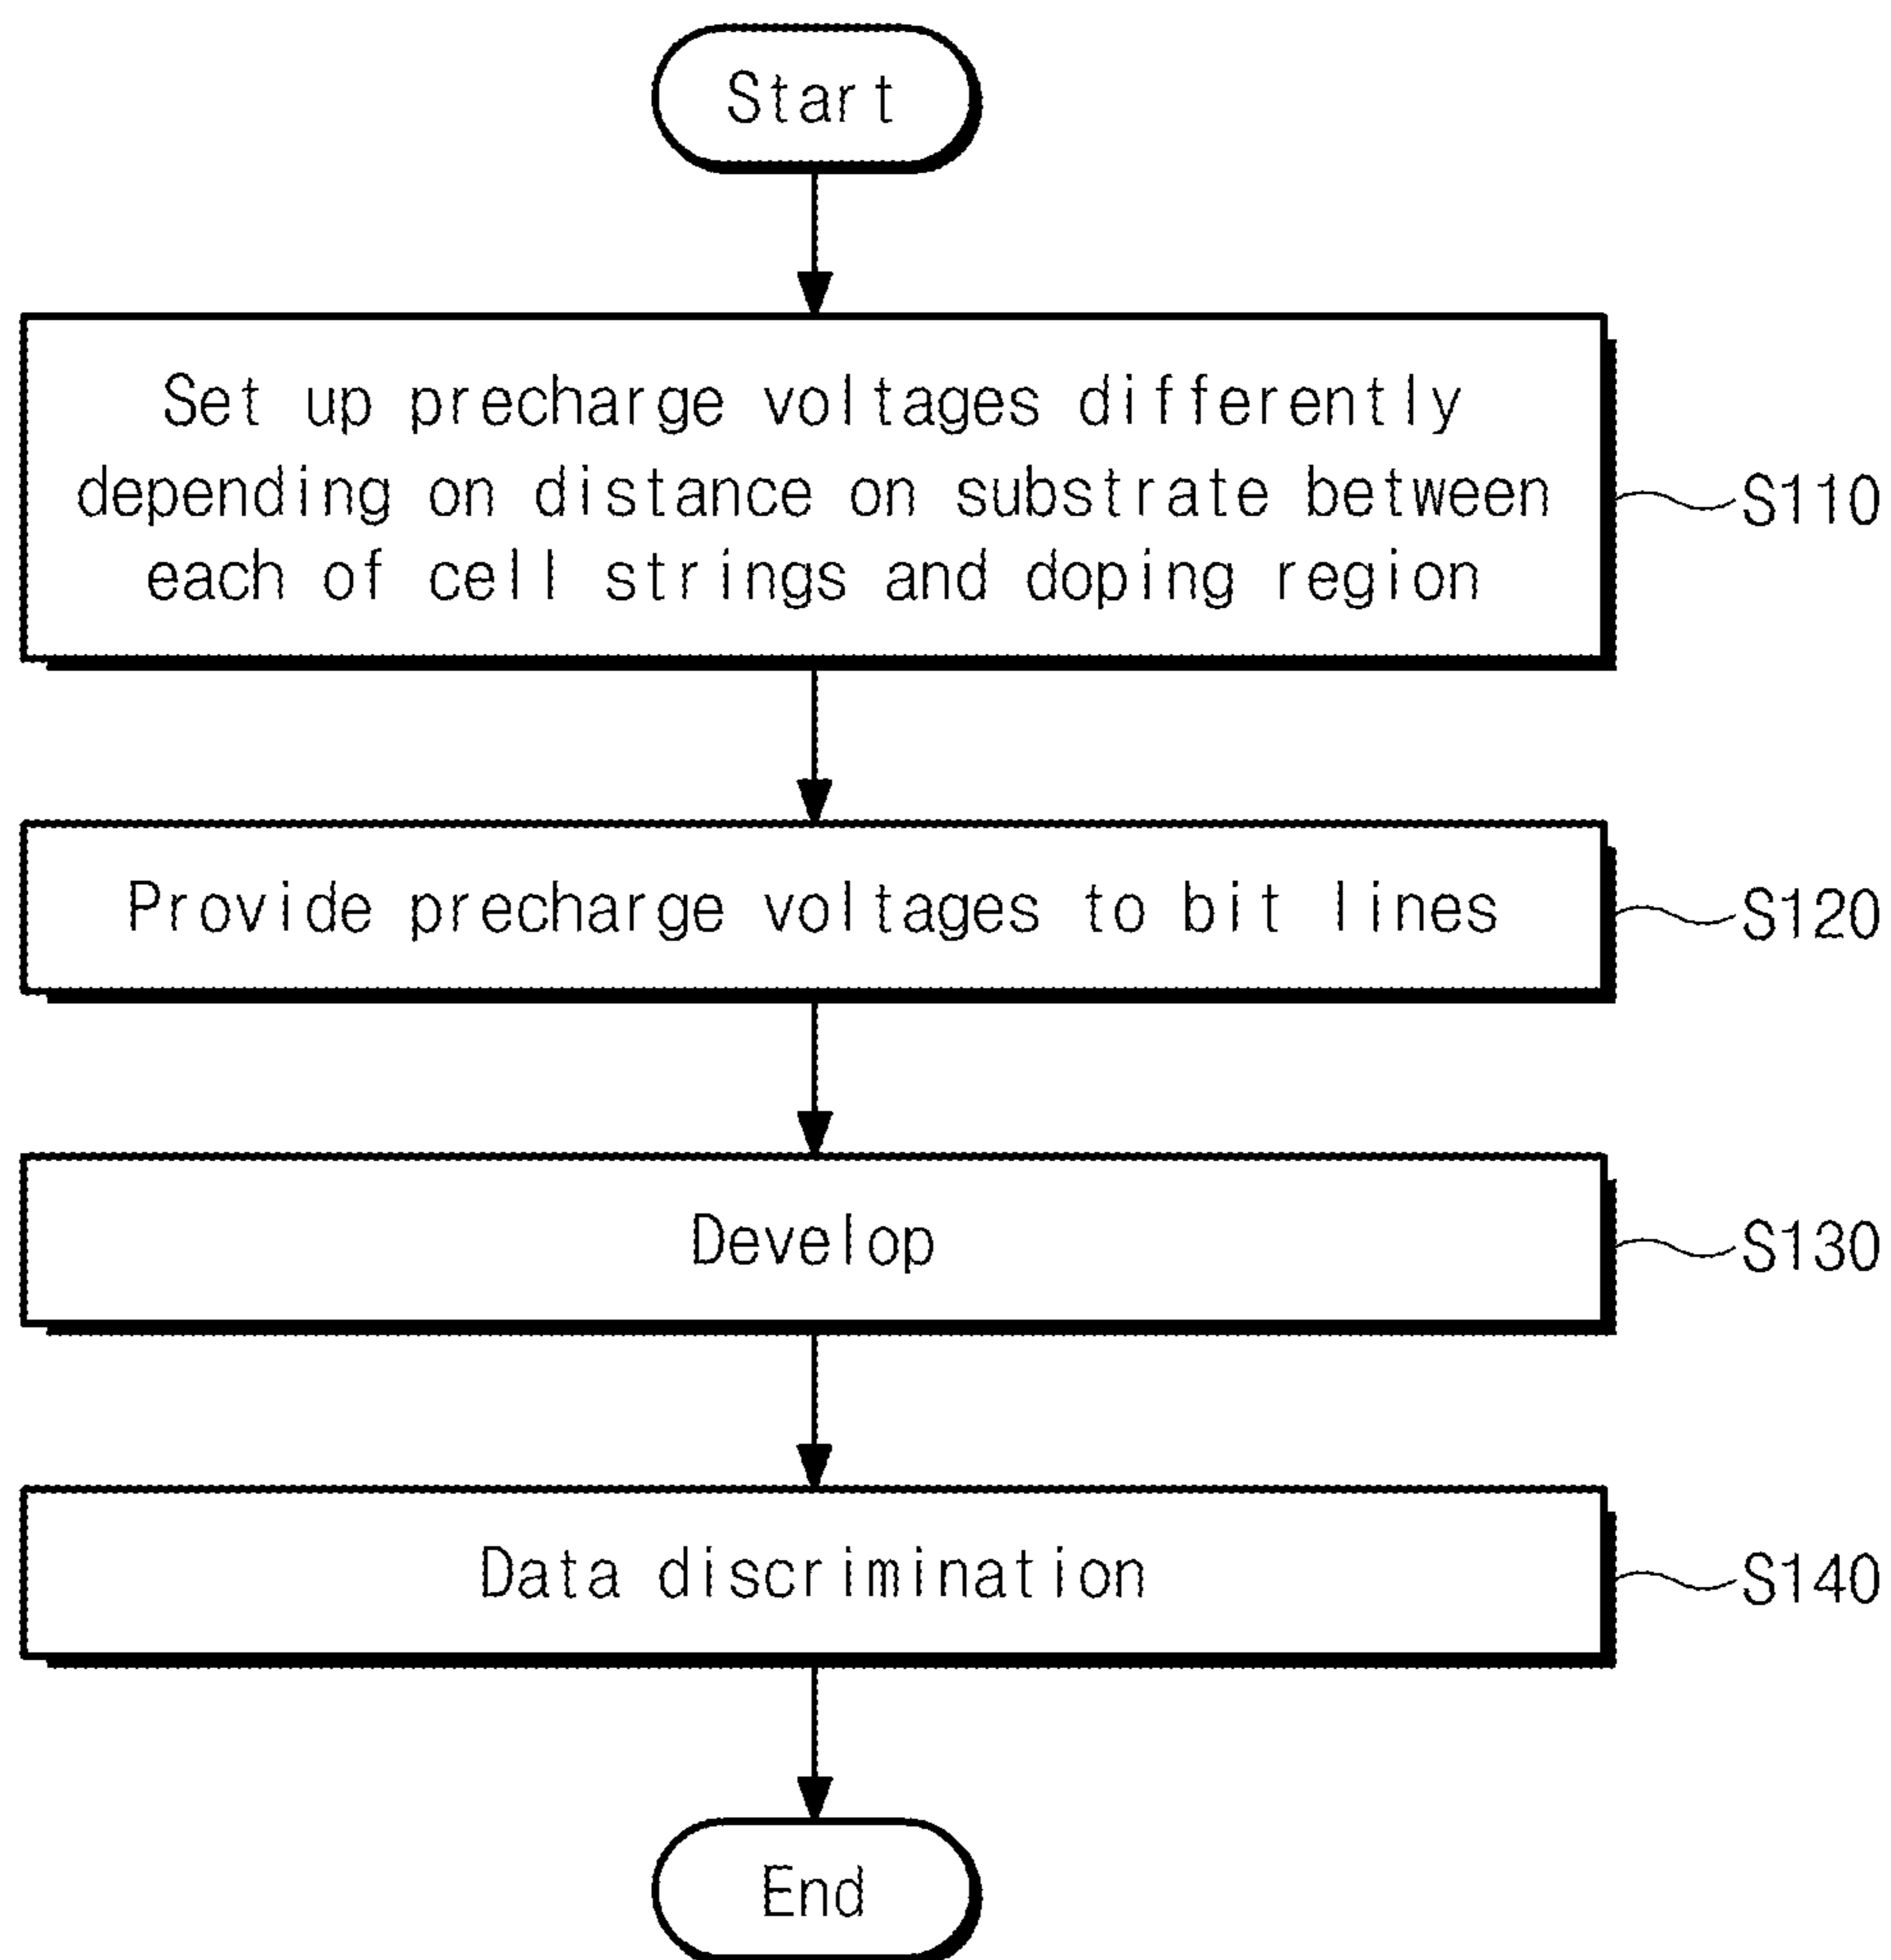 Start
Set up precharge voltages differently
depending on distance on substrate between
each of cell strings and doping region
S110
Provide precharge voltages to bit lines
S120
Develop
S130
Data discrimination
S140
End